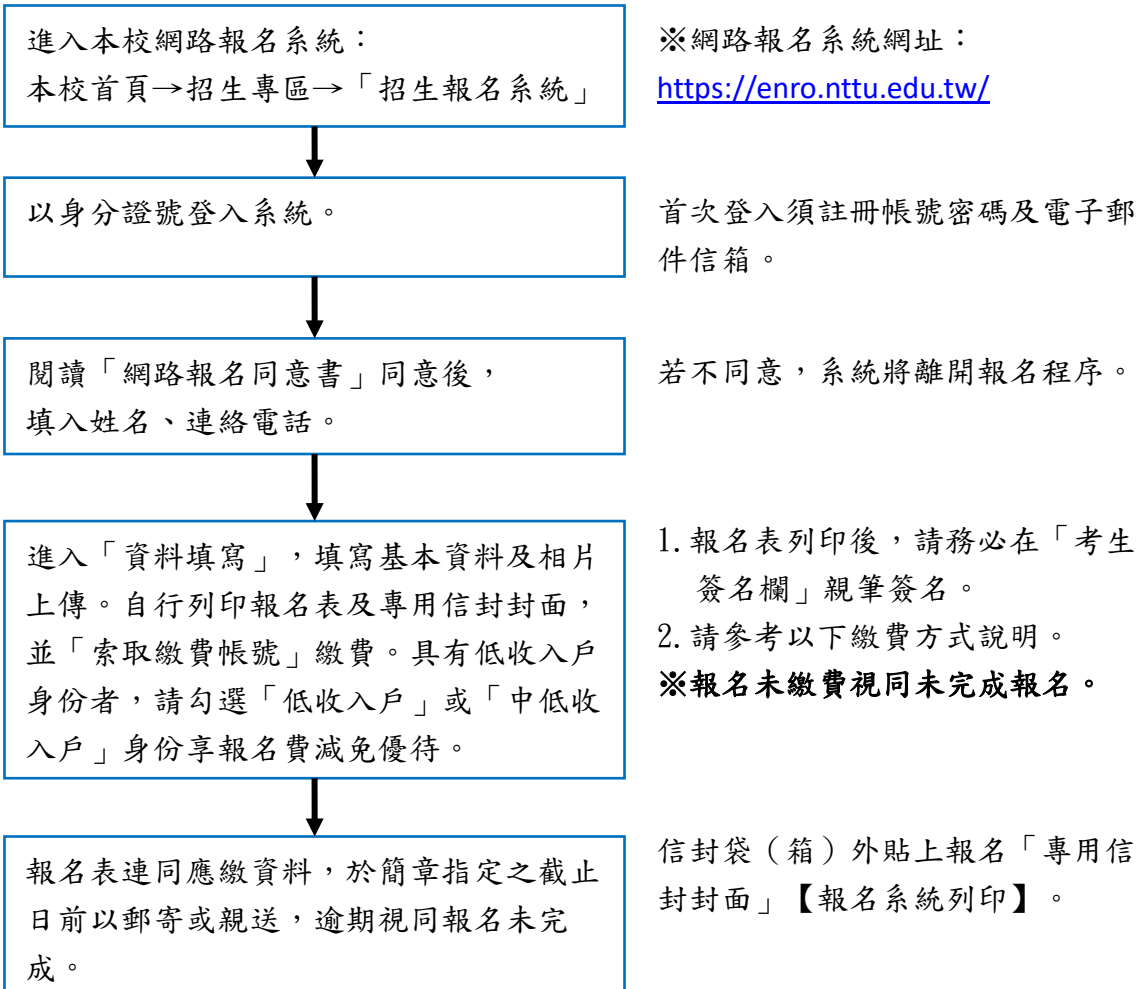 進入本校網路報名系統：
本校首頁→招生專區→「招生報名系統」
※網路報名系統網址：
https://enro.nttu.edu.tw/
以身分證號登入系統。
首次登入須註冊帳號密碼及電子郵
件信箱。
閱讀「網路報名同意書」同意後，
填入姓名、連絡電話。
若不同意，系統將離開報名程序。
進入「資料填寫」，填寫基本資料及相片
上傳。自行列印報名表及專用信封封面，
並「索取繳費帳號」繳費。具有低收入戶
身份者，請勾選「低收入戶」或「中低收
入戶」身份享報名費減免優待。
1.報名表列印後，請務必在「考生
簽名欄」親筆簽名。
2.請參考以下繳費方式說明。
※報名未繳費視同未完成報名。
報名表連同應繳資料，於簡章指定之截止
日前以郵寄或親送，逾期視同報名未完
成。
信封袋（箱）外貼上報名「專用信
封封面」【報名系統列印】。